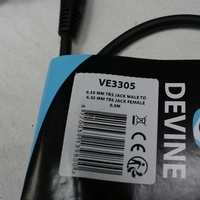 VE3305
6.35 MM TRS JACK MALE TO
6.35 MM TRS JACK FEMALE
0.5M
DEVINE